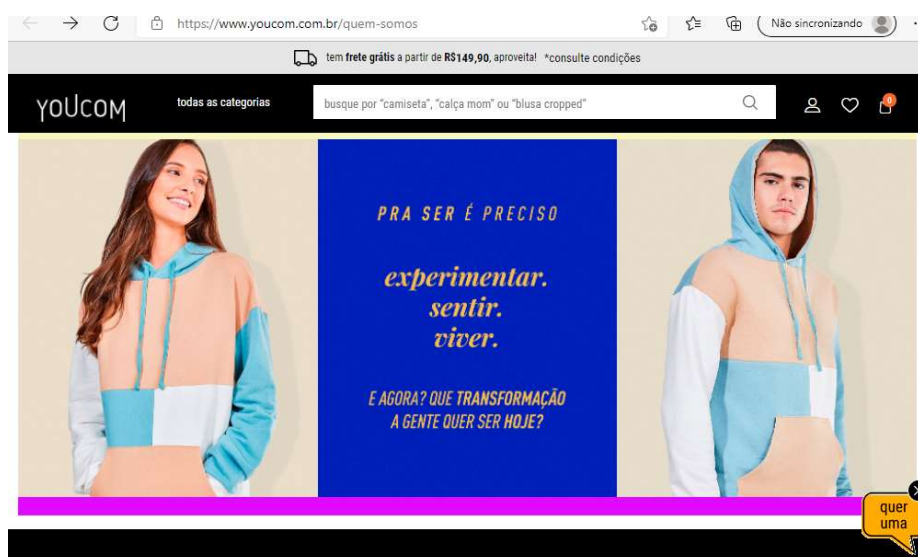 https://www.youcom.com.br/quem-somos
Não sincronizando
tem frete grátis a partir de R$149,90, aproveita! *consulte condições
YOUCOM
todas as categorias
busque por “camiseta”, “calça mom” ou “blusa cropped”
0
PRA SER É PRECISO
experimentar.
sentir.
viver.
E AGORA? QUE TRANSFORMAÇÃO
A GENTE QUER SER HOJE?
quer
uma